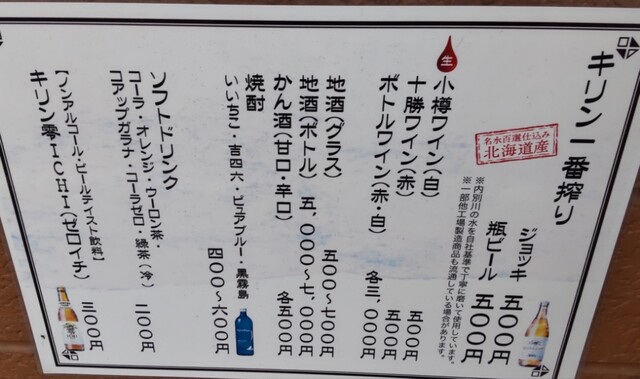 キリン一番搾り
ジョッキ 五〇〇円
瓶ビール 五〇〇円
名水百選仕込み
北海道産
※内別川の水を自社基準で丁寧に磨いて使用しています。
※一部他工場製造商品も流通している場合があります。
生
小樽ワイン(白) 五〇〇円
十勝ワイン(赤) 五〇〇円
ボトルワイン(赤・白) 各三、〇〇〇円
地酒(グラス) 五〇〇〜七〇〇円
地酒(ボトル) 五、〇〇〇〜七、〇〇〇円
かん酒(甘口・辛口) 各五〇〇円
焼酎
いいちこ・吉四六・ピュアブルー・黒霧島
四〇〇〜六〇〇円
ソフトドリンク
コーラ・オレンジ・ウーロン茶・
コアップガラナ・コーラゼロ・緑茶(冷) 二〇〇円
【ノンアルコール・ビールテイスト飲料】
キリン零ICHI(ゼロイチ) 三〇〇円